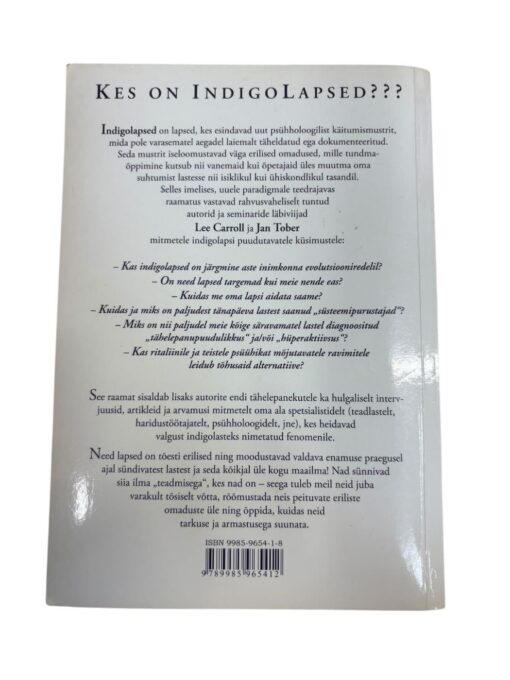 KES ON INDIGOLAPSED???
Indigolapsed on lapsed, kes esindavad uut psühholoogilist käitumismustrit,
mida pole varasematel aegadel laiemalt täheldatud ega dokumenteeritud.
Seda mustrit iseloomustavad väga erilised omadused, mille tundma-
õppimine kutsub nii vanemaid kui õpetajaid üles muutma oma
suhtumist lastesse nii isiklikul kui ühiskondlikul tasandil.
Selles imelises, uuele paradigmale teedrajavas
raamatus vastavad rahvusvaheliselt tuntud
autorid ja seminaride läbiviijad
Lee Carroll ja Jan Tober
mitmetele indigolapsi puudutavatele küsimustele:
– Kas indigolapsed on järgmine aste inimkonna evolutsiooniredelil?
– On need lapsed targemad kui meie nende eas?
– Kuidas me oma lapsi aidata saame?
– Kuidas ja miks on paljudest tänapäeva lastest saanud „süsteemipurustajad"?
– Miks on nii paljudel meie kõige säravamatel lastel diagnoositud
„tähelepanupuudulikkus" ja/või „hüperaktiivsus"?
– Kas ritaliinile ja teistele psüühikat mõjutavatele ravimitele
leidub tõhusaid alternatiive?
See raamat sisaldab lisaks autorite endi tähelepanekutele ka hulgaliselt interv-
juusid, artikleid ja arvamusi mitmetelt oma ala spetsialistidelt (teadlastelt,
haridustöötajatelt, psühholoogidelt, jne), kes heidavad
valgust indigolasteks nimetatud fenomenile.
Need lapsed on tõesti erilised ning moodustavad valdava enamuse praegusel
ajal sündivatest lastest ja seda kõikjal üle kogu maailma! Nad sünnivad
siia ilma „teadmisega", kes nad on – seega tuleb meil neid juba
varakult tõsiselt võtta, rõõmustada neis peituvate eriliste
omaduste üle ning õppida, kuidas neid
tarkuse ja armastusega suunata.
ISBN 9985-9654-1-8
9 789985 965412